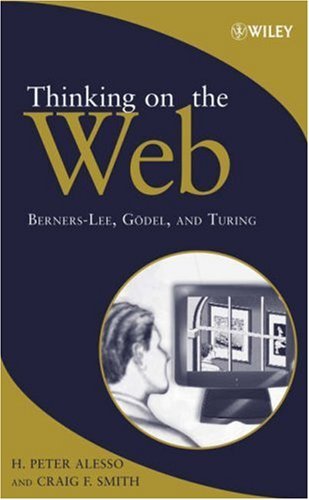 WILEY
Thinking on the
Web
BERNERS-LEE, GÖDEL, AND TURING
H. PETER ALESSO
AND CRAIG F. SMITH